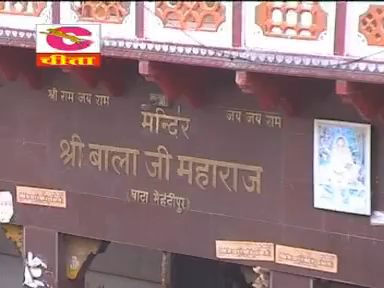 चीता
श्री राम जय राम
जय जय राम
मन्दिर
श्री बाला जी महाराज
(घाटा मेहंदीपुर)